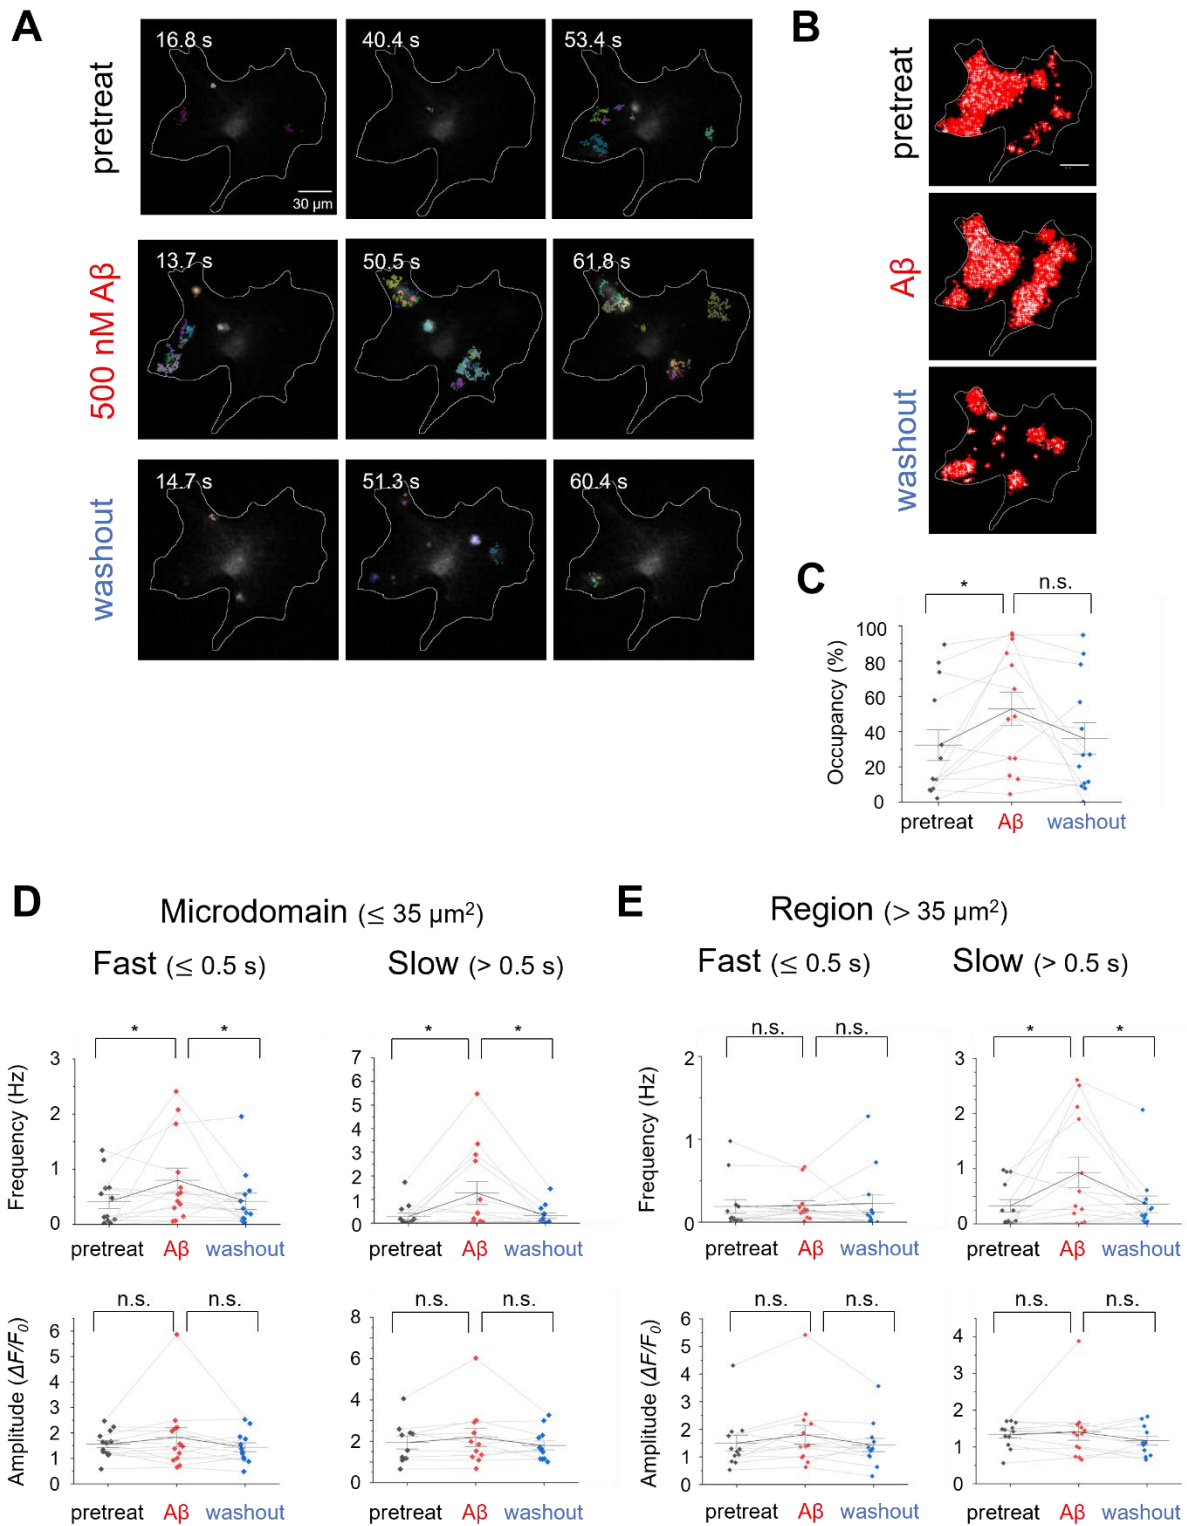 A
B
pretreat
16.8 s
40.4 s
53.4 s
30 µm
pretreat
500 nM Aβ
13.7 s
50.5 s
61.8 s
Aβ
washout
14.7 s
51.3 s
60.4 s
washout
C
* n.s.
Occupancy (%)
100
80
60
40
20
0
pretreat Aβ washout
D
Microdomain (≤ 35 µm²)
Fast (≤ 0.5 s)
Slow (> 0.5 s)
E
Region (> 35 µm²)
Fast (≤ 0.5 s)
Slow (> 0.5 s)
* *
Frequency (Hz)
3
2
1
0
pretreat Aβ washout
* *
7
6
5
4
3
2
1
0
pretreat Aβ washout
n.s. n.s.
Frequency (Hz)
2
1
0
pretreat Aβ washout
* *
3
2
1
0
pretreat Aβ washout
n.s. n.s.
Amplitude (ΔF/F0)
6
5
4
3
2
1
0
pretreat Aβ washout
n.s. n.s.
8
6
4
2
0
pretreat Aβ washout
n.s. n.s.
Amplitude (ΔF/F0)
6
5
4
3
2
1
0
pretreat Aβ washout
n.s. n.s.
4
3
2
1
0
pretreat Aβ washout